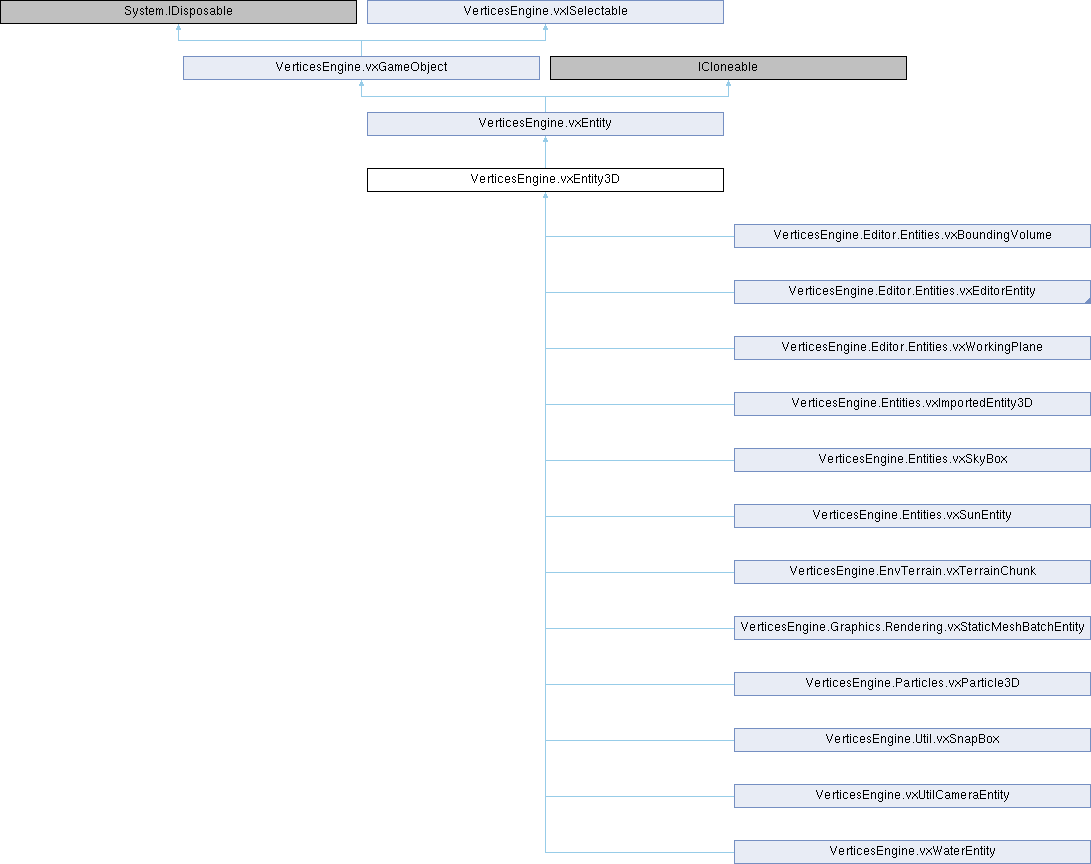 System.IDisposable
VerticesEngine.vxISelectable
VerticesEngine.vxGameObject
ICloneable
VerticesEngine.vxEntity
VerticesEngine.vxEntity3D
VerticesEngine.Editor.Entities.vxBoundingVolume
VerticesEngine.Editor.Entities.vxEditorEntity
VerticesEngine.Editor.Entities.vxWorkingPlane
VerticesEngine.Entities.vxImportedEntity3D
VerticesEngine.Entities.vxSkyBox
VerticesEngine.Entities.vxSunEntity
VerticesEngine.EnvTerrain.vxTerrainChunk
VerticesEngine.Graphics.Rendering.vxStaticMeshBatchEntity
VerticesEngine.Particles.vxParticle3D
VerticesEngine.Util.vxSnapBox
VerticesEngine.vxUtilCameraEntity
VerticesEngine.vxWaterEntity